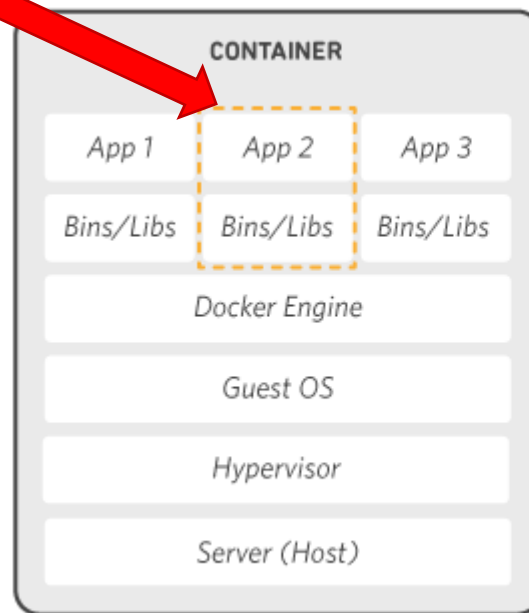 CONTAINER
App 1 App 2 App 3
Bins/Libs Bins/Libs Bins/Libs
Docker Engine
Guest OS
Hypervisor
Server (Host)